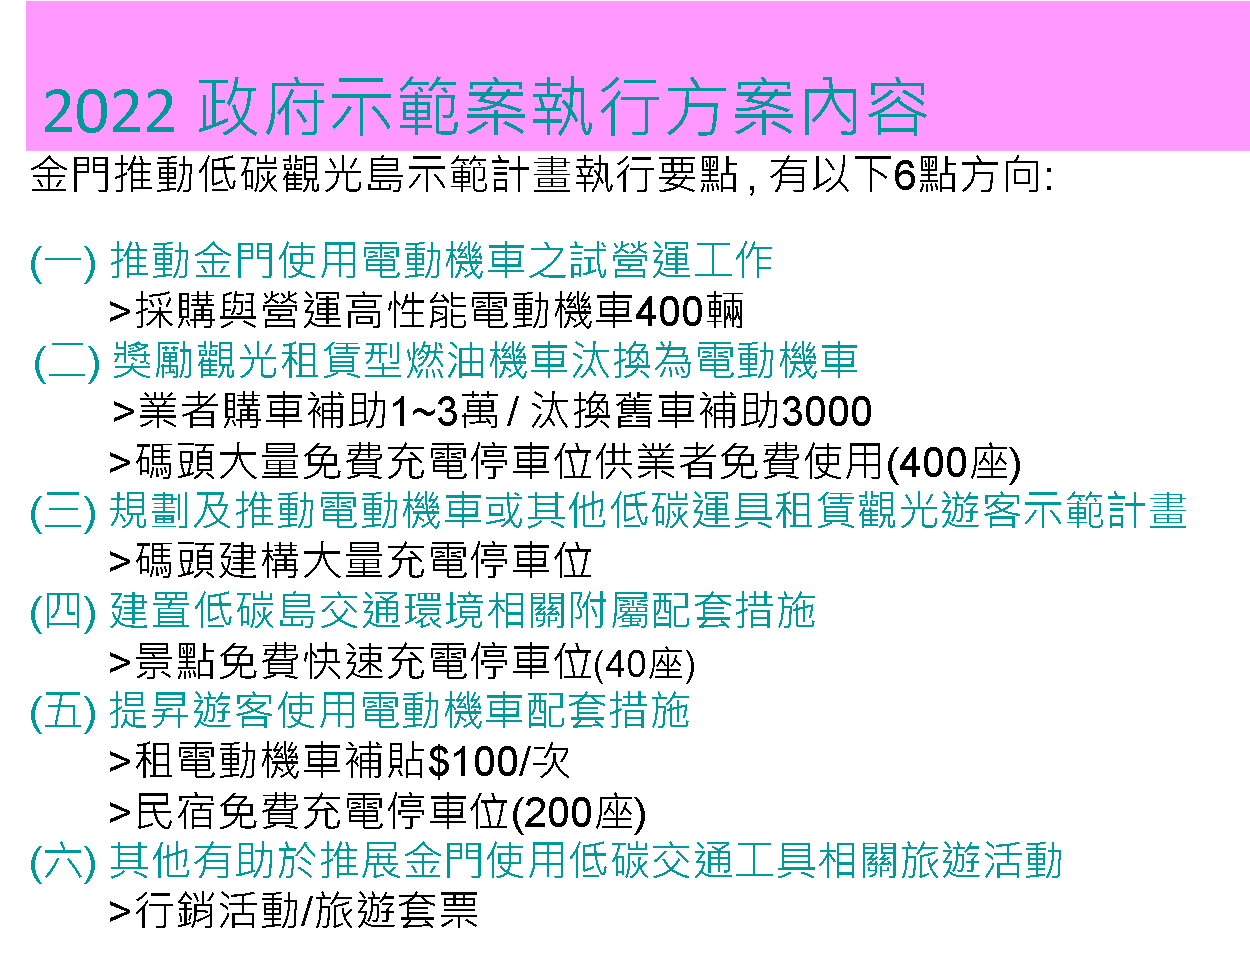 2022 政府示範案執行方案內容
金門推動低碳觀光島示範計畫執行要點, 有以下6點方向:
(一) 推動金門使用電動機車之試營運工作
>採購與營運高性能電動機車400輛
(二) 獎勵觀光租賃型燃油機車汰換為電動機車
>業者購車補助1~3萬 / 汰換舊車補助3000
>碼頭大量免費充電停車位供業者免費使用(400座)
(三) 規劃及推動電動機車或其他低碳運具租賃觀光遊客示範計畫
>碼頭建構大量充電停車位
(四) 建置低碳島交通環境相關附屬配套措施
>景點免費快速充電停車位(40座)
(五) 提昇遊客使用電動機車配套措施
>租電動機車補貼$100/次
>民宿免費充電停車位(200座)
(六) 其他有助於推展金門使用低碳交通工具相關旅遊活動
>行銷活動/旅遊套票